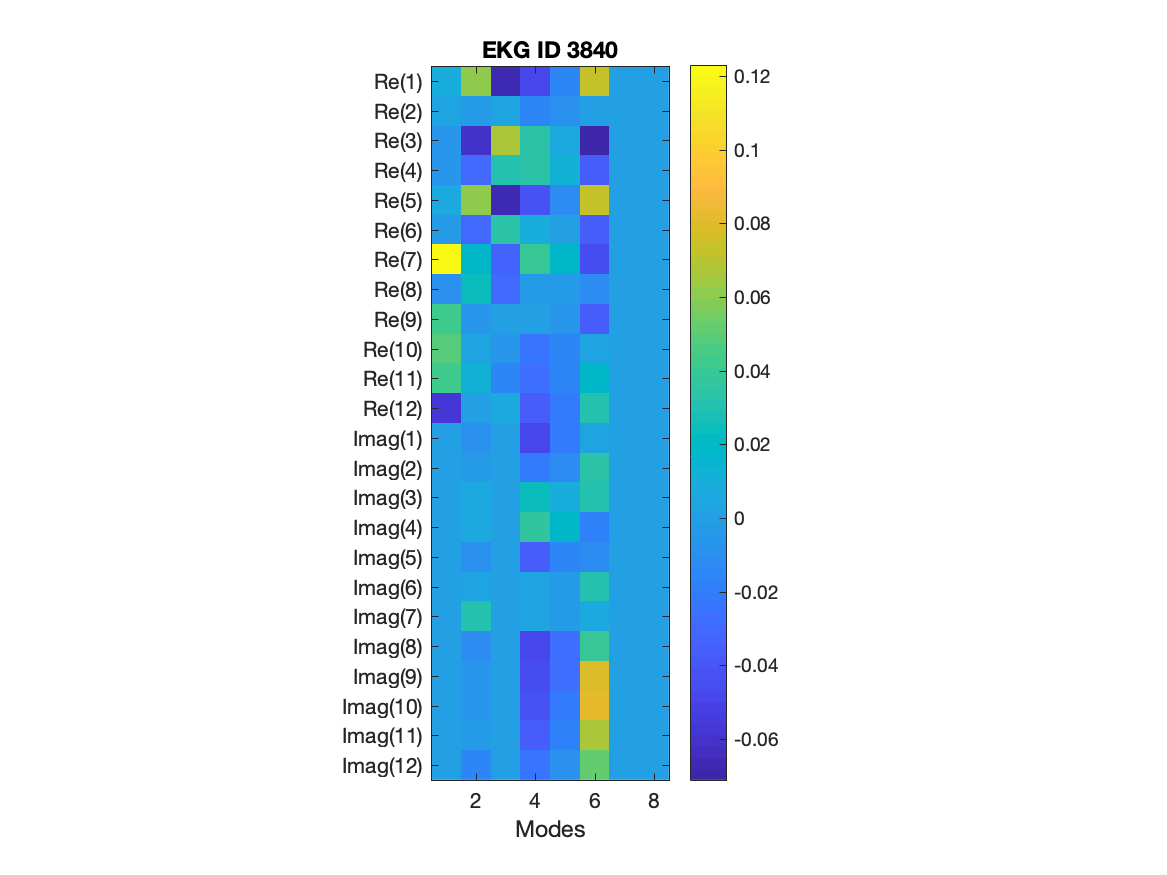 EKG ID 3840
Re(1)
Re(2)
Re(3)
Re(4)
Re(5)
Re(6)
Re(7)
Re(8)
Re(9)
Re(10)
Re(11)
Re(12)
Imag(1)
Imag(2)
Imag(3)
Imag(4)
Imag(5)
Imag(6)
Imag(7)
Imag(8)
Imag(9)
Imag(10)
Imag(11)
Imag(12)
2 4 6 8
Modes
0.12
0.1
0.08
0.06
0.04
0.02
0
-0.02
-0.04
-0.06